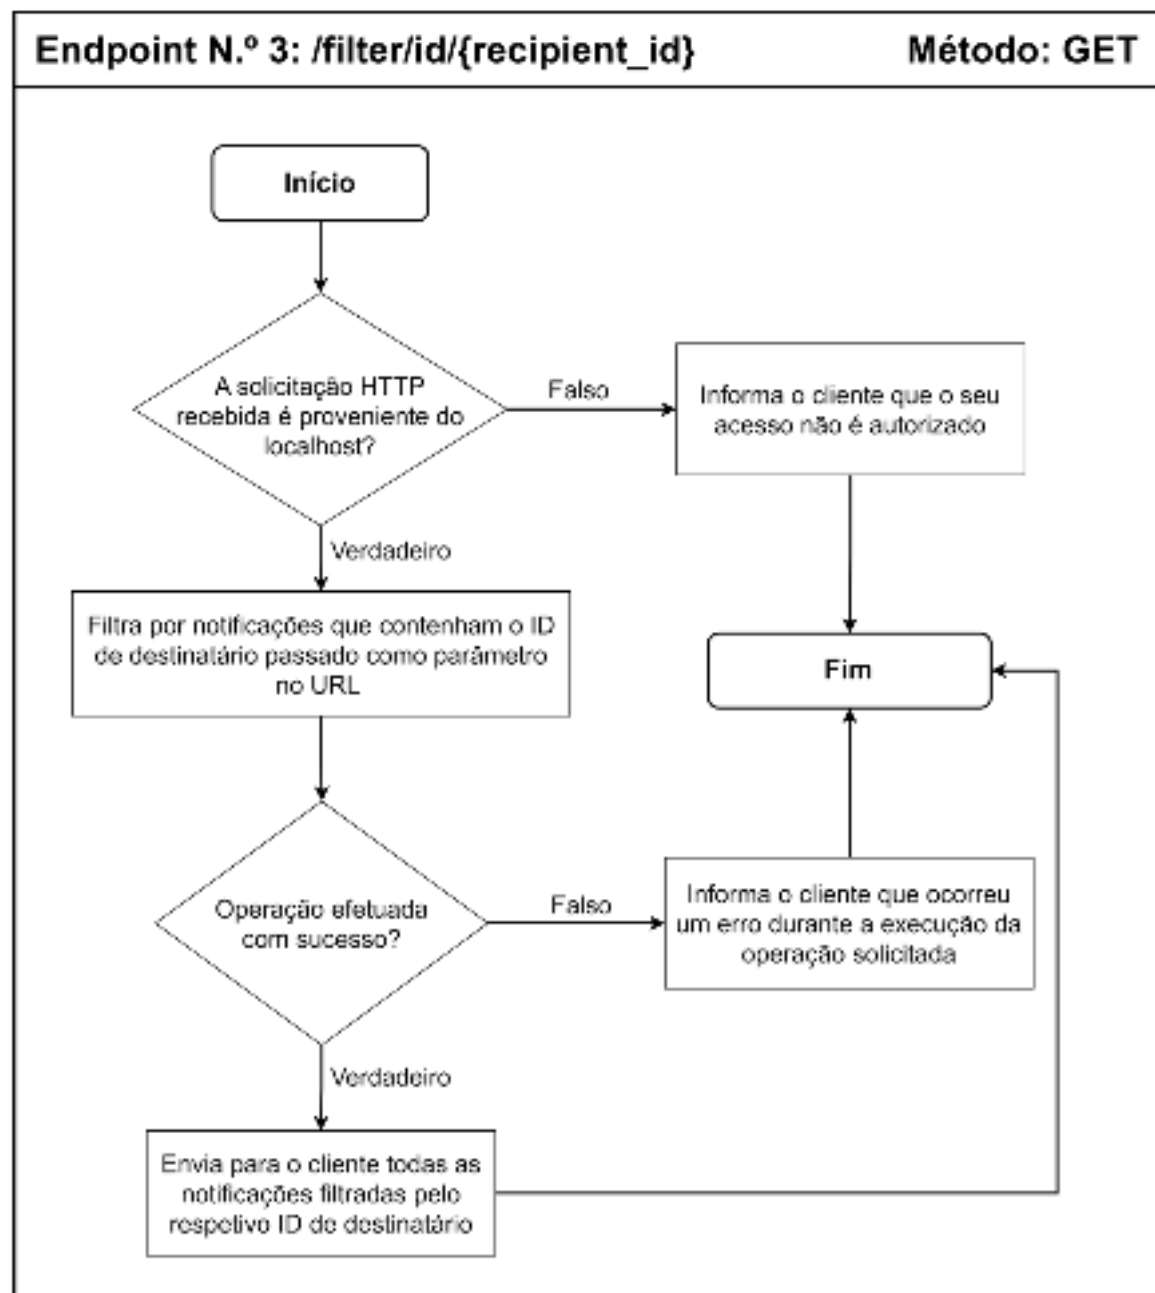 Endpoint N.º 3: /filter/id/{recipient_id} Método: GET
Início
A solicitação HTTP
recebida é proveniente do
localhost?
Falso
Informa o cliente que o seu
acesso não é autorizado
Verdadeiro
Filtra por notificações que contenham o ID
de destinatário passado como parâmetro
no URL
Fim
Operação efetuada
com sucesso?
Falso
Informa o cliente que ocorreu
um erro durante a execução da
operação solicitada
Verdadeiro
Envia para o cliente todas as
notificações filtradas pelo
respetivo ID de destinatário